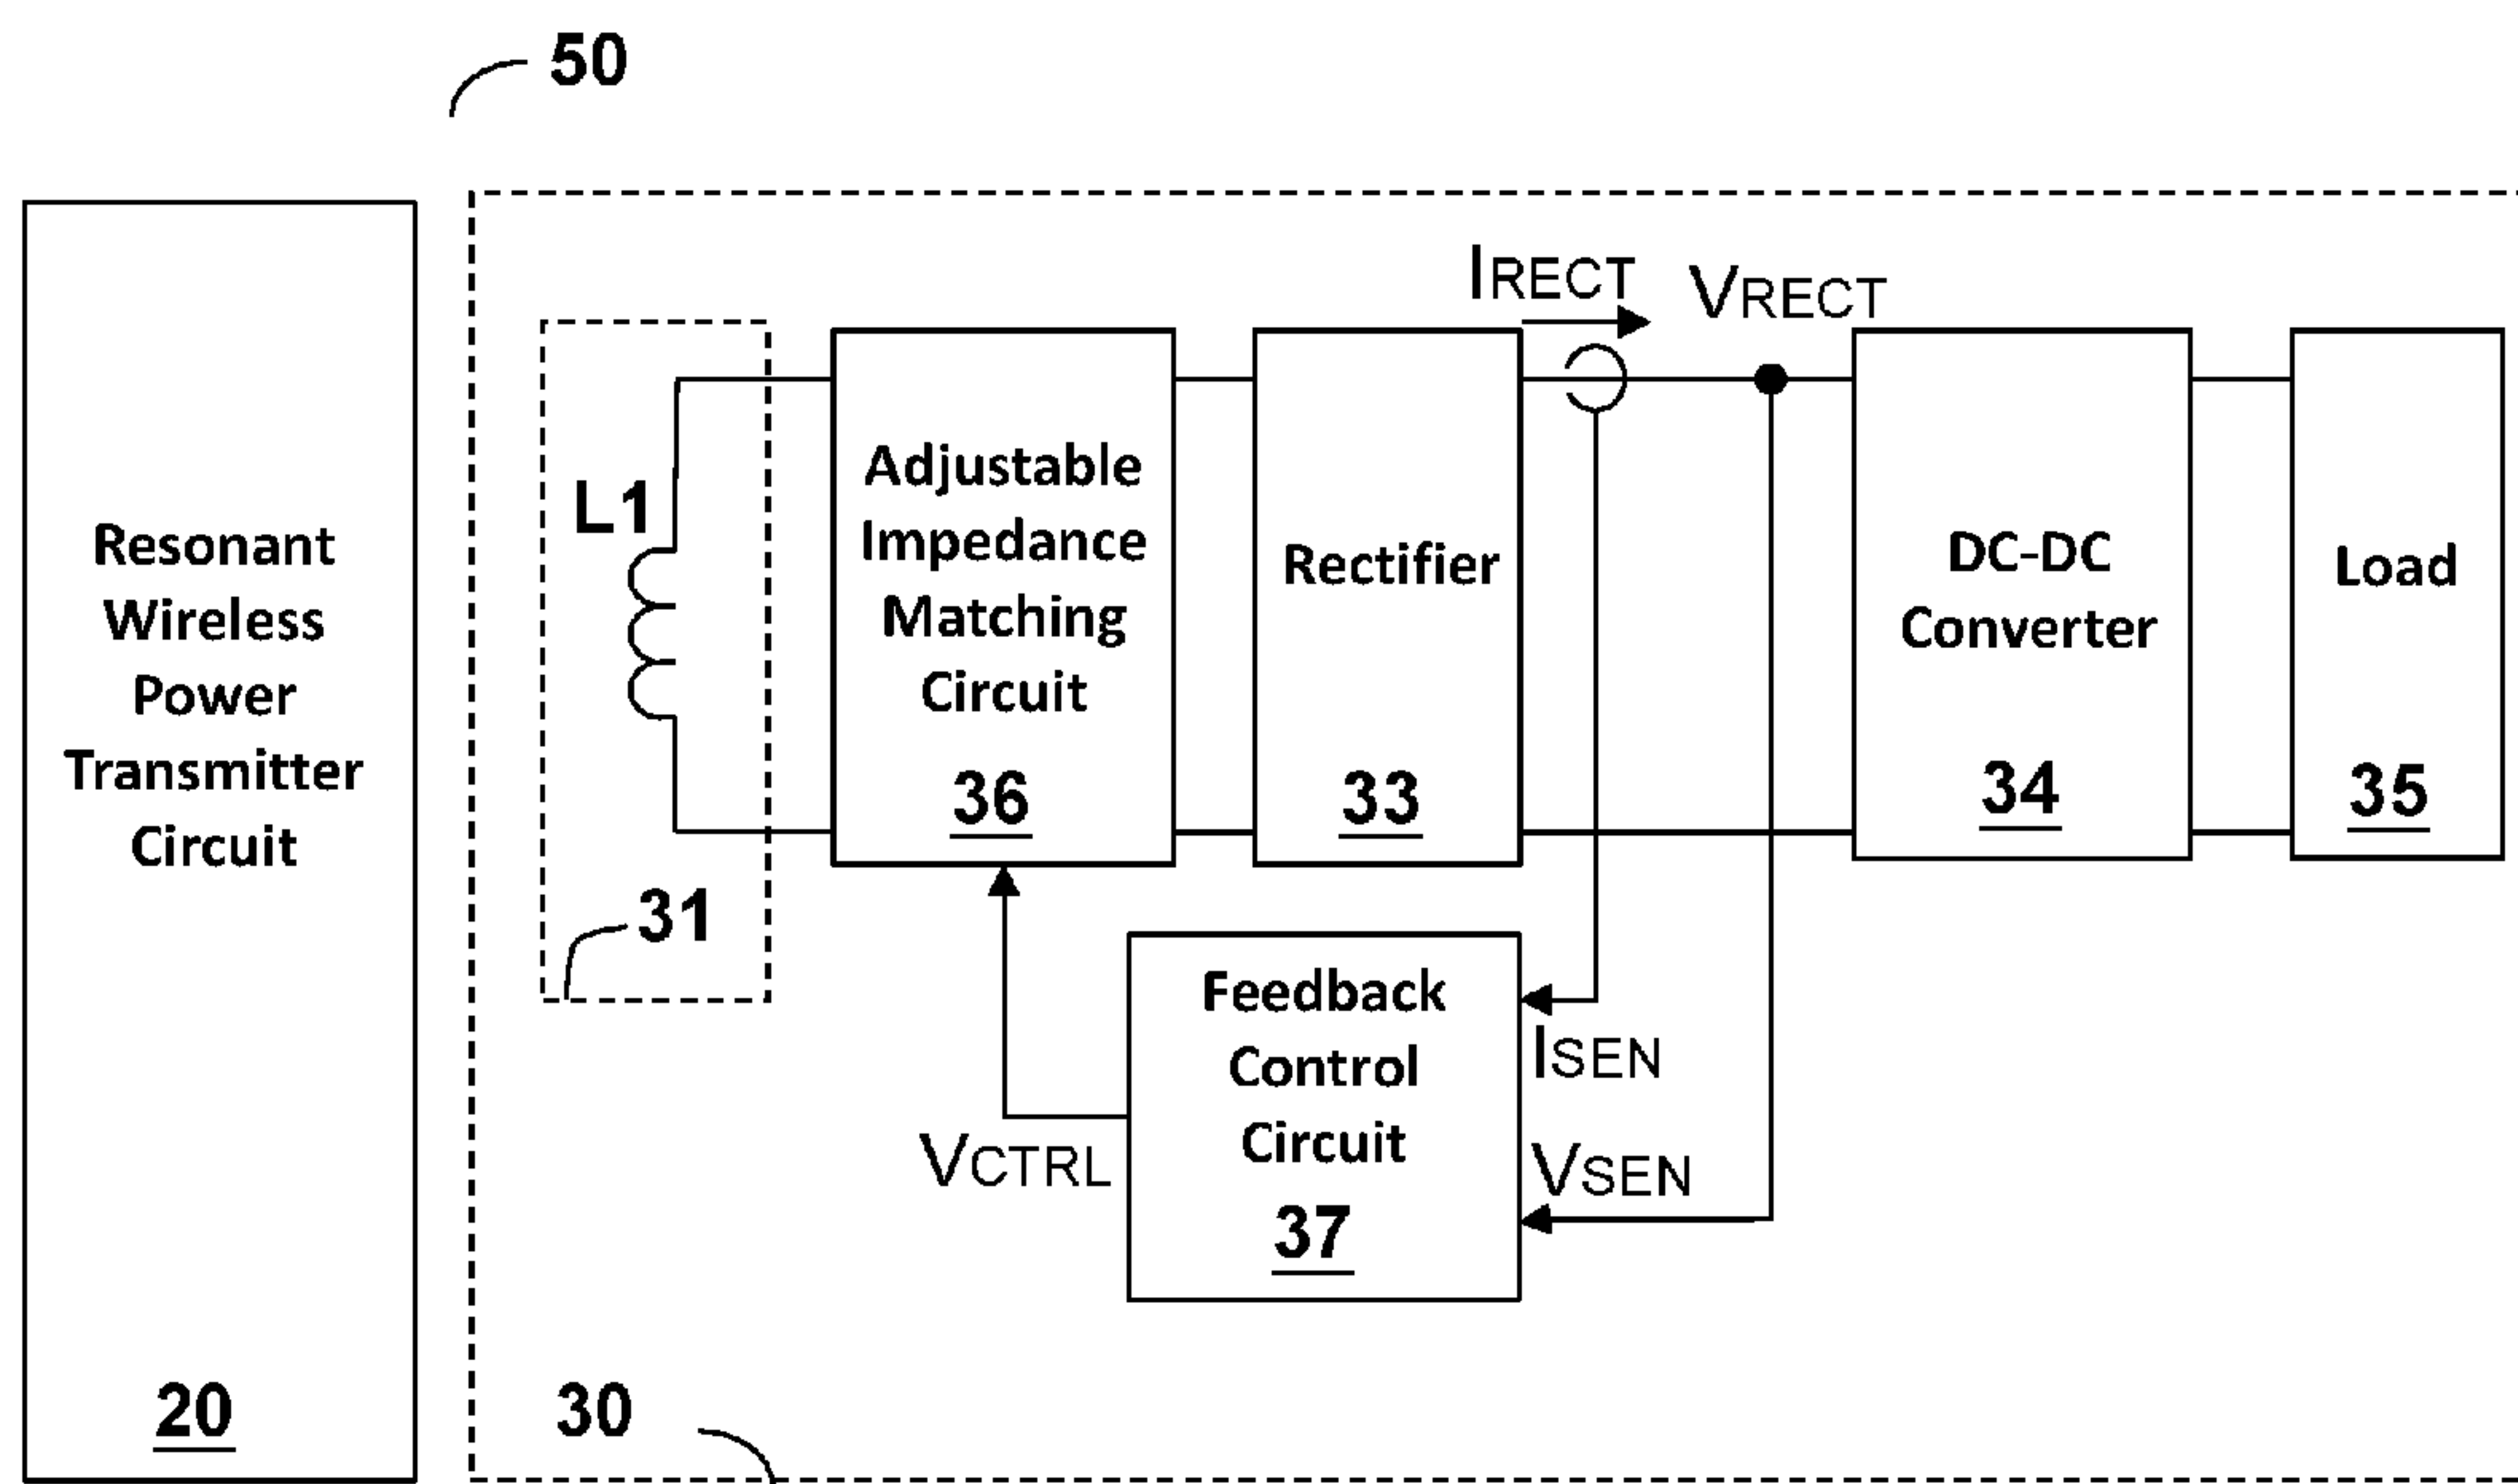 50
Resonant
Wireless
Power
Transmitter
Circuit
20
30
31
L1
Adjustable
Impedance
Matching
Circuit
36
Rectifier
33
IRECT
VRECT
DC-DC
Converter
34
Load
35
Feedback
Control
Circuit
37
ISEN
VSEN
VCTRL